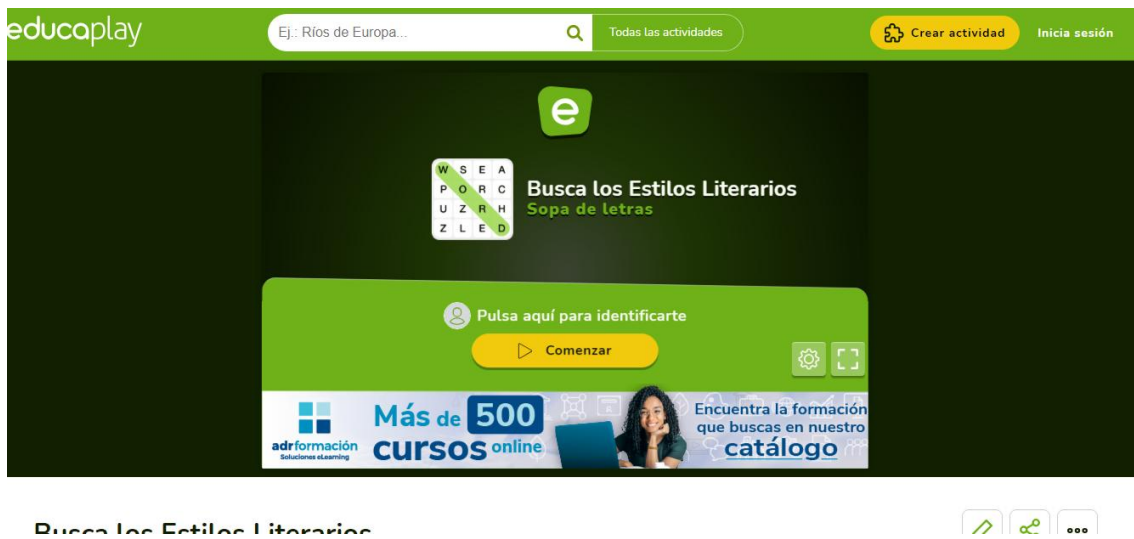 educaplay
Ej.: Ríos de Europa...
Todas las actividades
Crear actividad
Inicia sesión
e
W S E A
P O R C
U Z R H
Z L E D
Busca los Estilos Literarios
Sopa de letras
Pulsa aquí para identificarte
Comenzar
adrformación
Soluciones eLearning
Más de 500
cursos online
Encuentra la formación
que buscas en nuestro
catálogo
Busca los Estilos Literarios